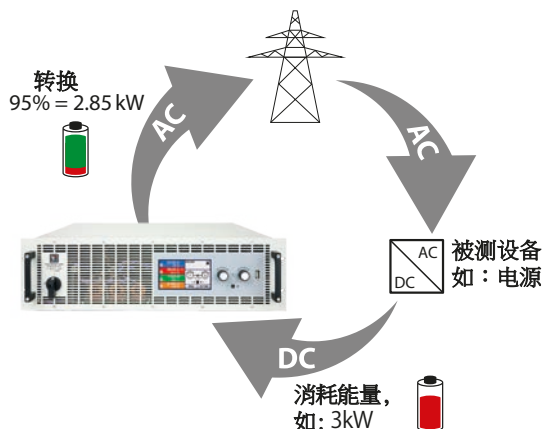 转换
95% = 2.85 kW
AC
AC
AC
DC
被测设备
如：电源
DC
消耗能量，
如: 3kW